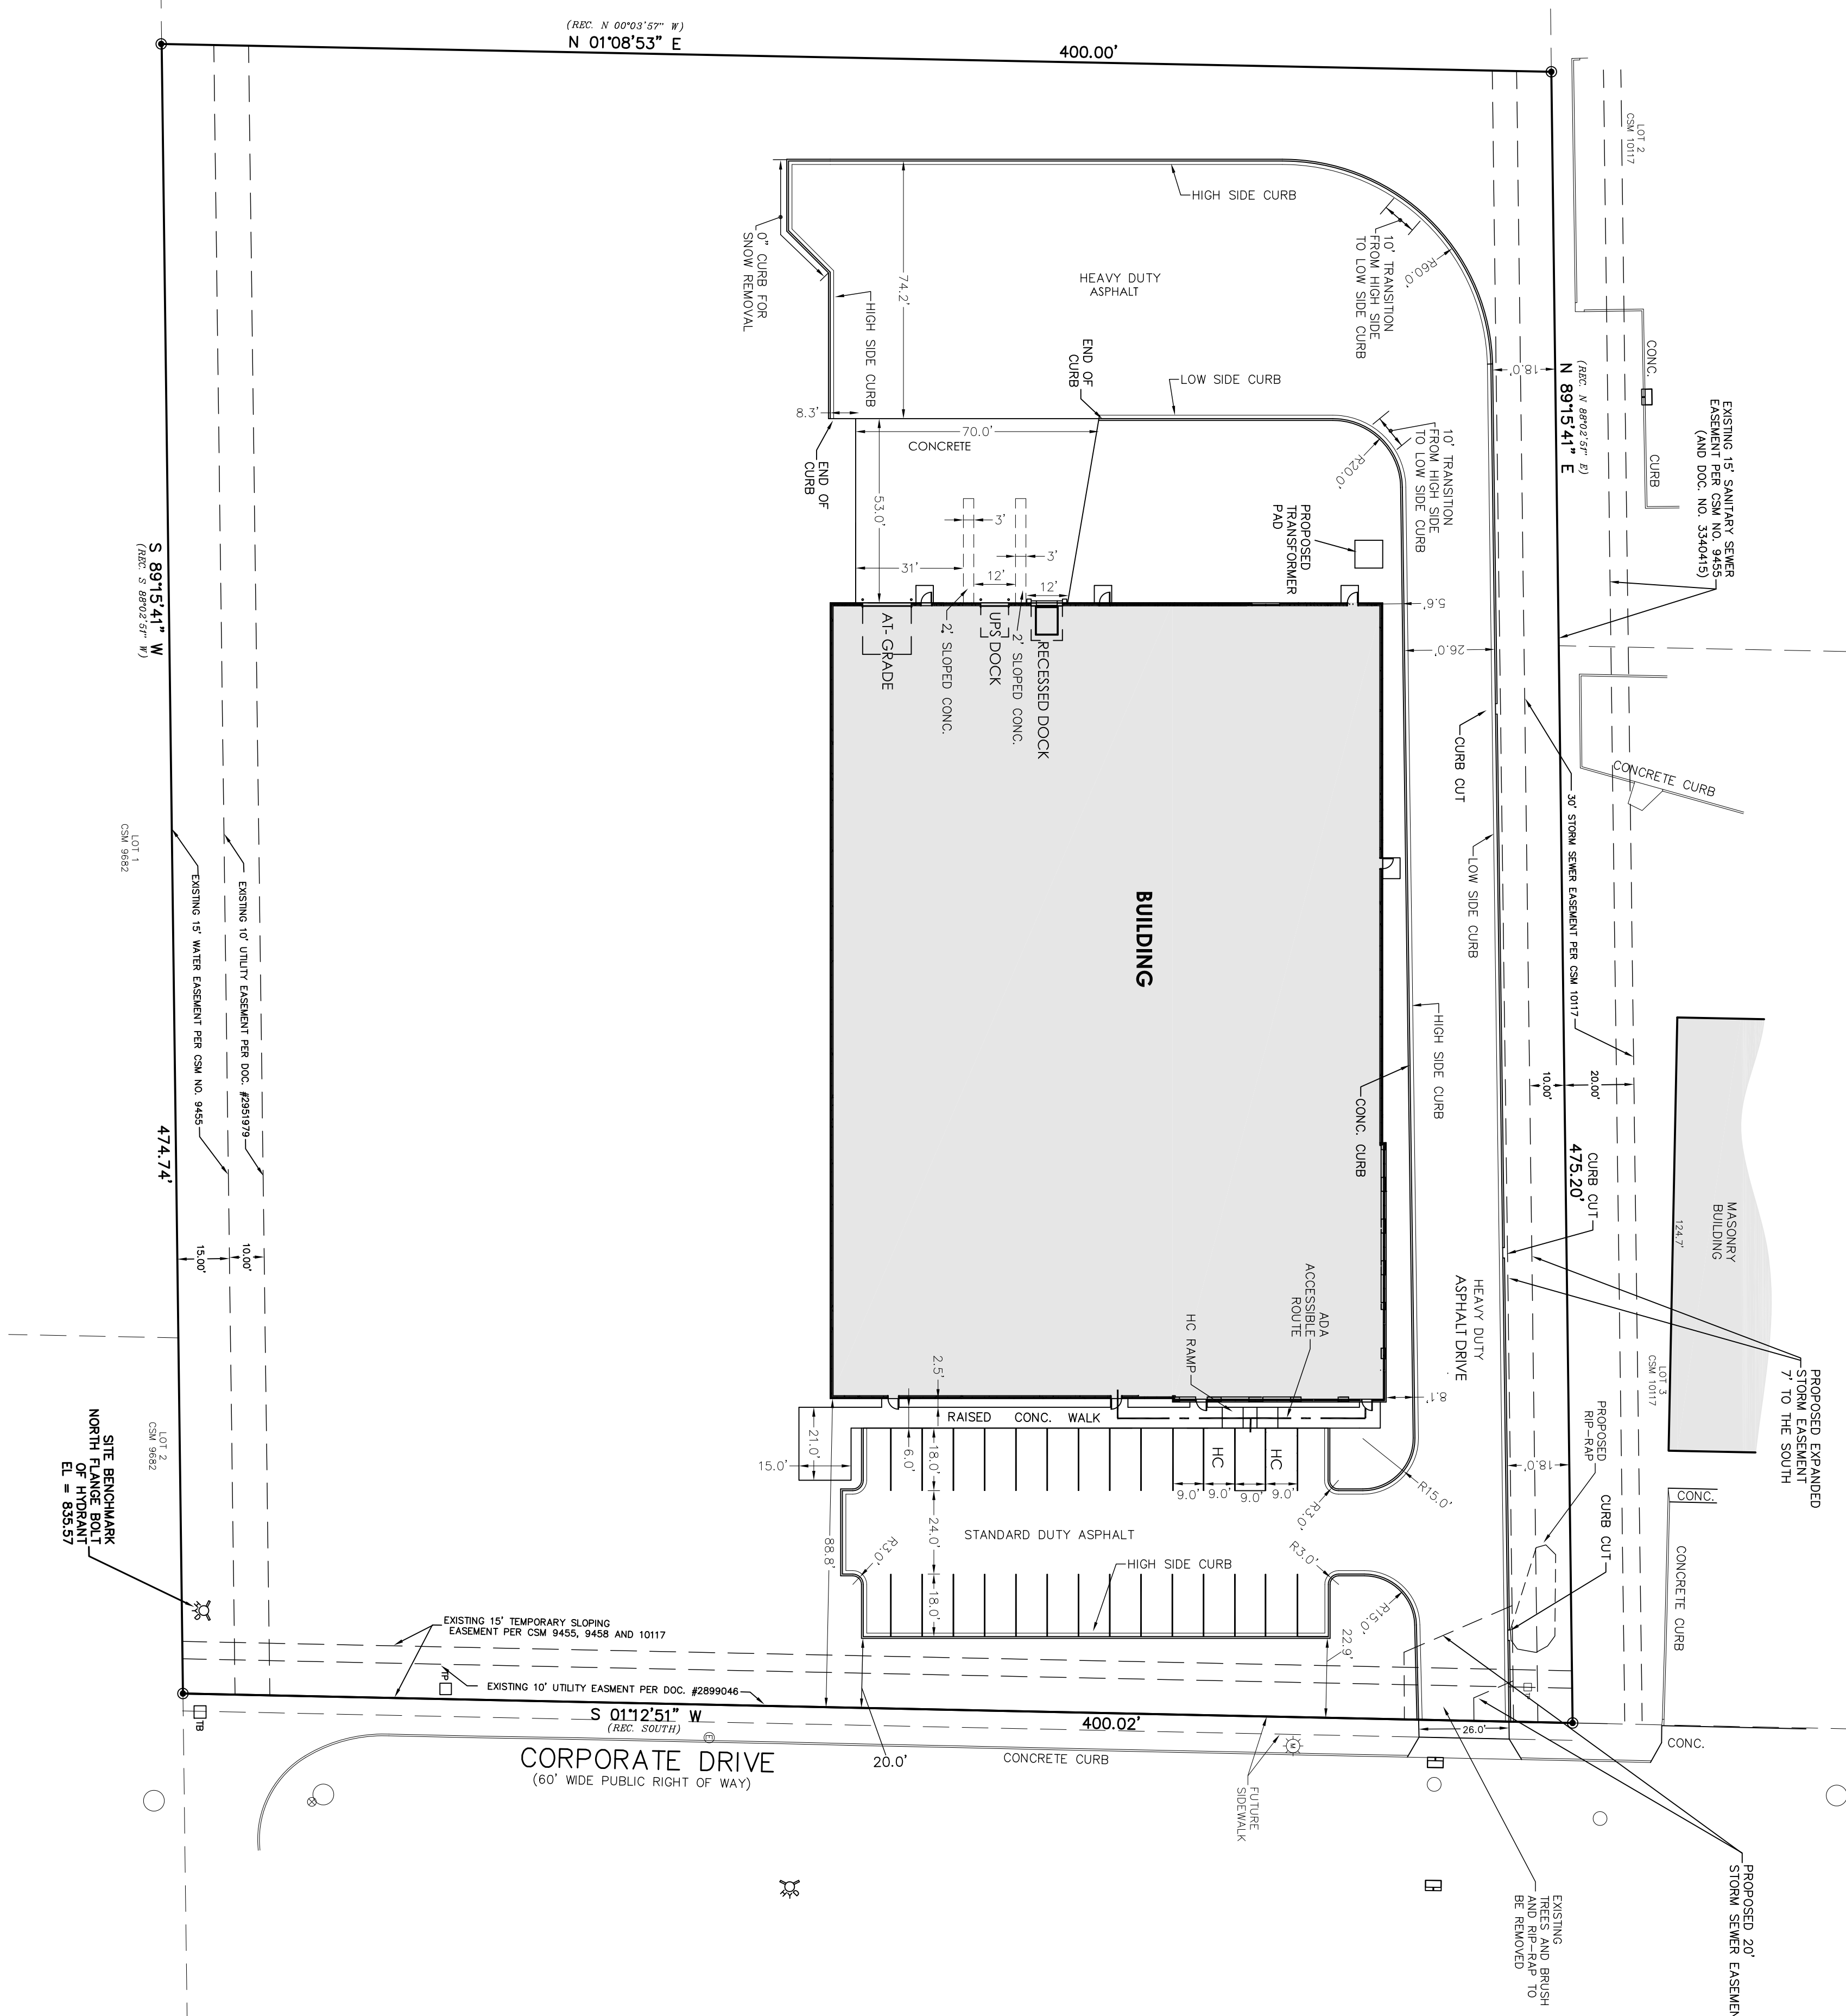 (REC. N 00°03'57" W)
N 01°08'53" E
400.00'
LOT 2
CSM 10117
HIGH SIDE CURB
10' TRANSITION
FROM HIGH SIDE
TO LOW SIDE CURB
R60.0'
0" CURB FOR
SNOW REMOVAL
74.2'
HEAVY DUTY
ASPHALT
HIGH SIDE CURB
END OF
CURB
LOW SIDE CURB
18.0'
(REC. N 88°02'51" E)
N 89°15'41" E
CONC.
CURB
EXISTING 15' SANITARY SEWER
EASEMENT PER CSM NO. 9455
(AND DOC. NO. 3340415)
8.3'
70.0'
CONCRETE
END OF
CURB
53.0'
10' TRANSITION
FROM HIGH SIDE
TO LOW SIDE CURB
R20.0'
PROPOSED
TRANSFORMER
PAD
3'
3'
31'
12'
12'
5.6'
26.0'
S 89°15'41" W
(REC. S 88°02'51" W)
AT-GRADE
2' SLOPED CONC.
UPS DOCK
2' SLOPED CONC.
RECESSED DOCK
CURB CUT
CONCRETE CURB
30' STORM SEWER EASEMENT PER CSM 10117
LOW SIDE CURB
LOT 1
CSM 9682
EXISTING 15' WATER EASEMENT PER CSM NO. 9455
EXISTING 10' UTILITY EASEMENT PER DOC. #2951979
BUILDING
HIGH SIDE CURB
CONC. CURB
10.00'
20.00'
474.74'
475.20'
CURB CUT
MASONRY
BUILDING
124.7'
15.00'
10.00'
HEAVY DUTY
ASPHALT DRIVE
ADA
ACCESSIBLE
ROUTE
HC RAMP
PROPOSED EXPANDED
STORM EASEMENT
7' TO THE SOUTH
LOT 3
CSM 10117
2.5'
8.1'
RAISED CONC. WALK
PROPOSED
RIP-RAP
21.0'
6.0'
18.0'
HC
HC
15.0'
9.0'
9.0'
9.0'
9.0'
R3.0'
R15.0'
18.0'
CURB CUT
CONC.
CONCRETE CURB
LOT 2
CSM 9682
SITE BENCHMARK
NORTH FLANGE BOLT
OF HYDRANT
EL = 835.57
88.8'
24.0'
STANDARD DUTY ASPHALT
R3.0'
HIGH SIDE CURB
R3.0'
18.0'
R15.0'
22.9'
EXISTING 15' TEMPORARY SLOPING
EASEMENT PER CSM 9455, 9458 AND 10117
TP
EXISTING 10' UTILITY EASMENT PER DOC. #2899046
TB
S 01°12'51" W
(REC. SOUTH)
400.02'
26.0'
E
M
CORPORATE DRIVE
(60' WIDE PUBLIC RIGHT OF WAY)
20.0'
CONCRETE CURB
CONC.
FUTURE
SIDEWALK
EXISTING
TREES AND BRUSH
AND RIP-RAP TO
BE REMOVED
PROPOSED 20'
STORM SEWER EASEMEN